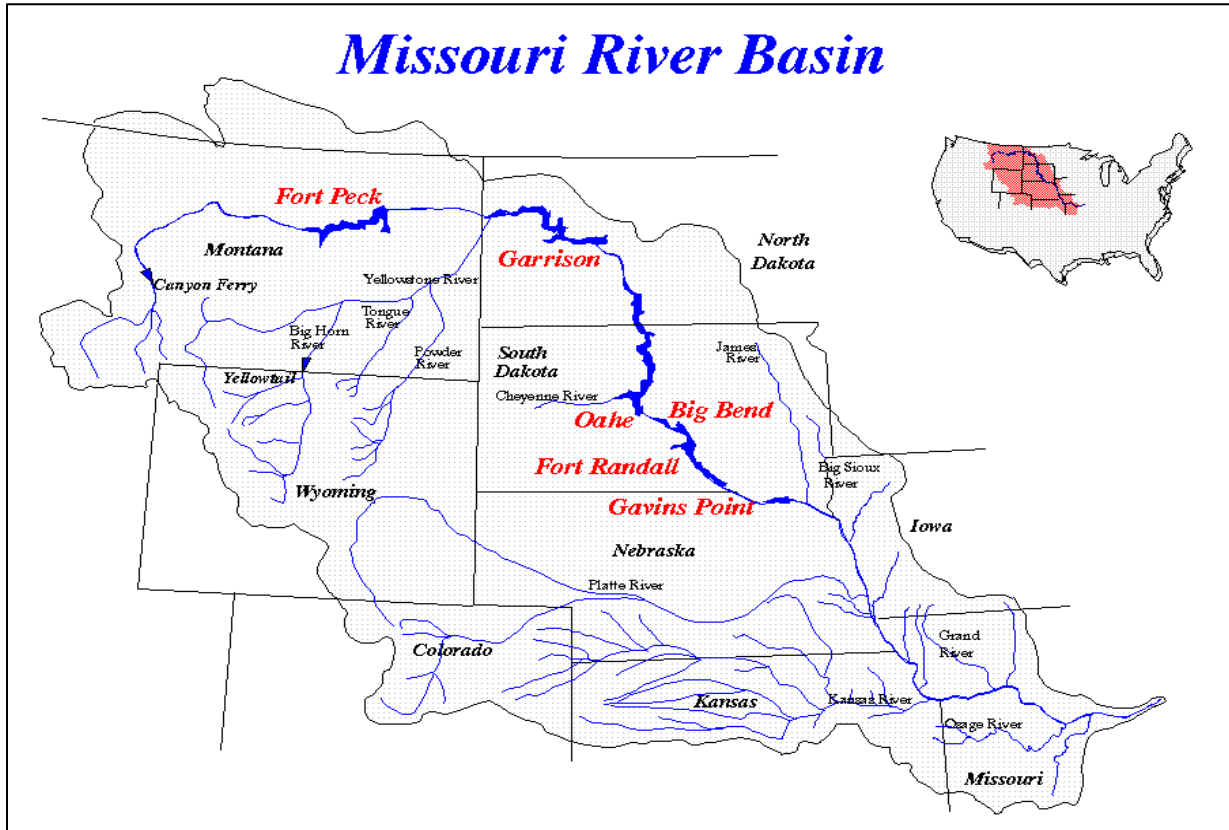 Missouri River Basin
Fort Peck
North
Dakota
Montana
Garrison
Canyon Ferry
Yellowstone River
Tongue
River
Big Horn
River
Powder
River
South
Dakota
James
River
Yellowtail
Cheyenne River
Big Bend
Oahe
Fort Randall
Big Sioux
River
Wyoming
Gavins Point
Iowa
Nebraska
Platte River
Grand
River
Colorado
Kansas
Kansas River
Osage River
Missouri